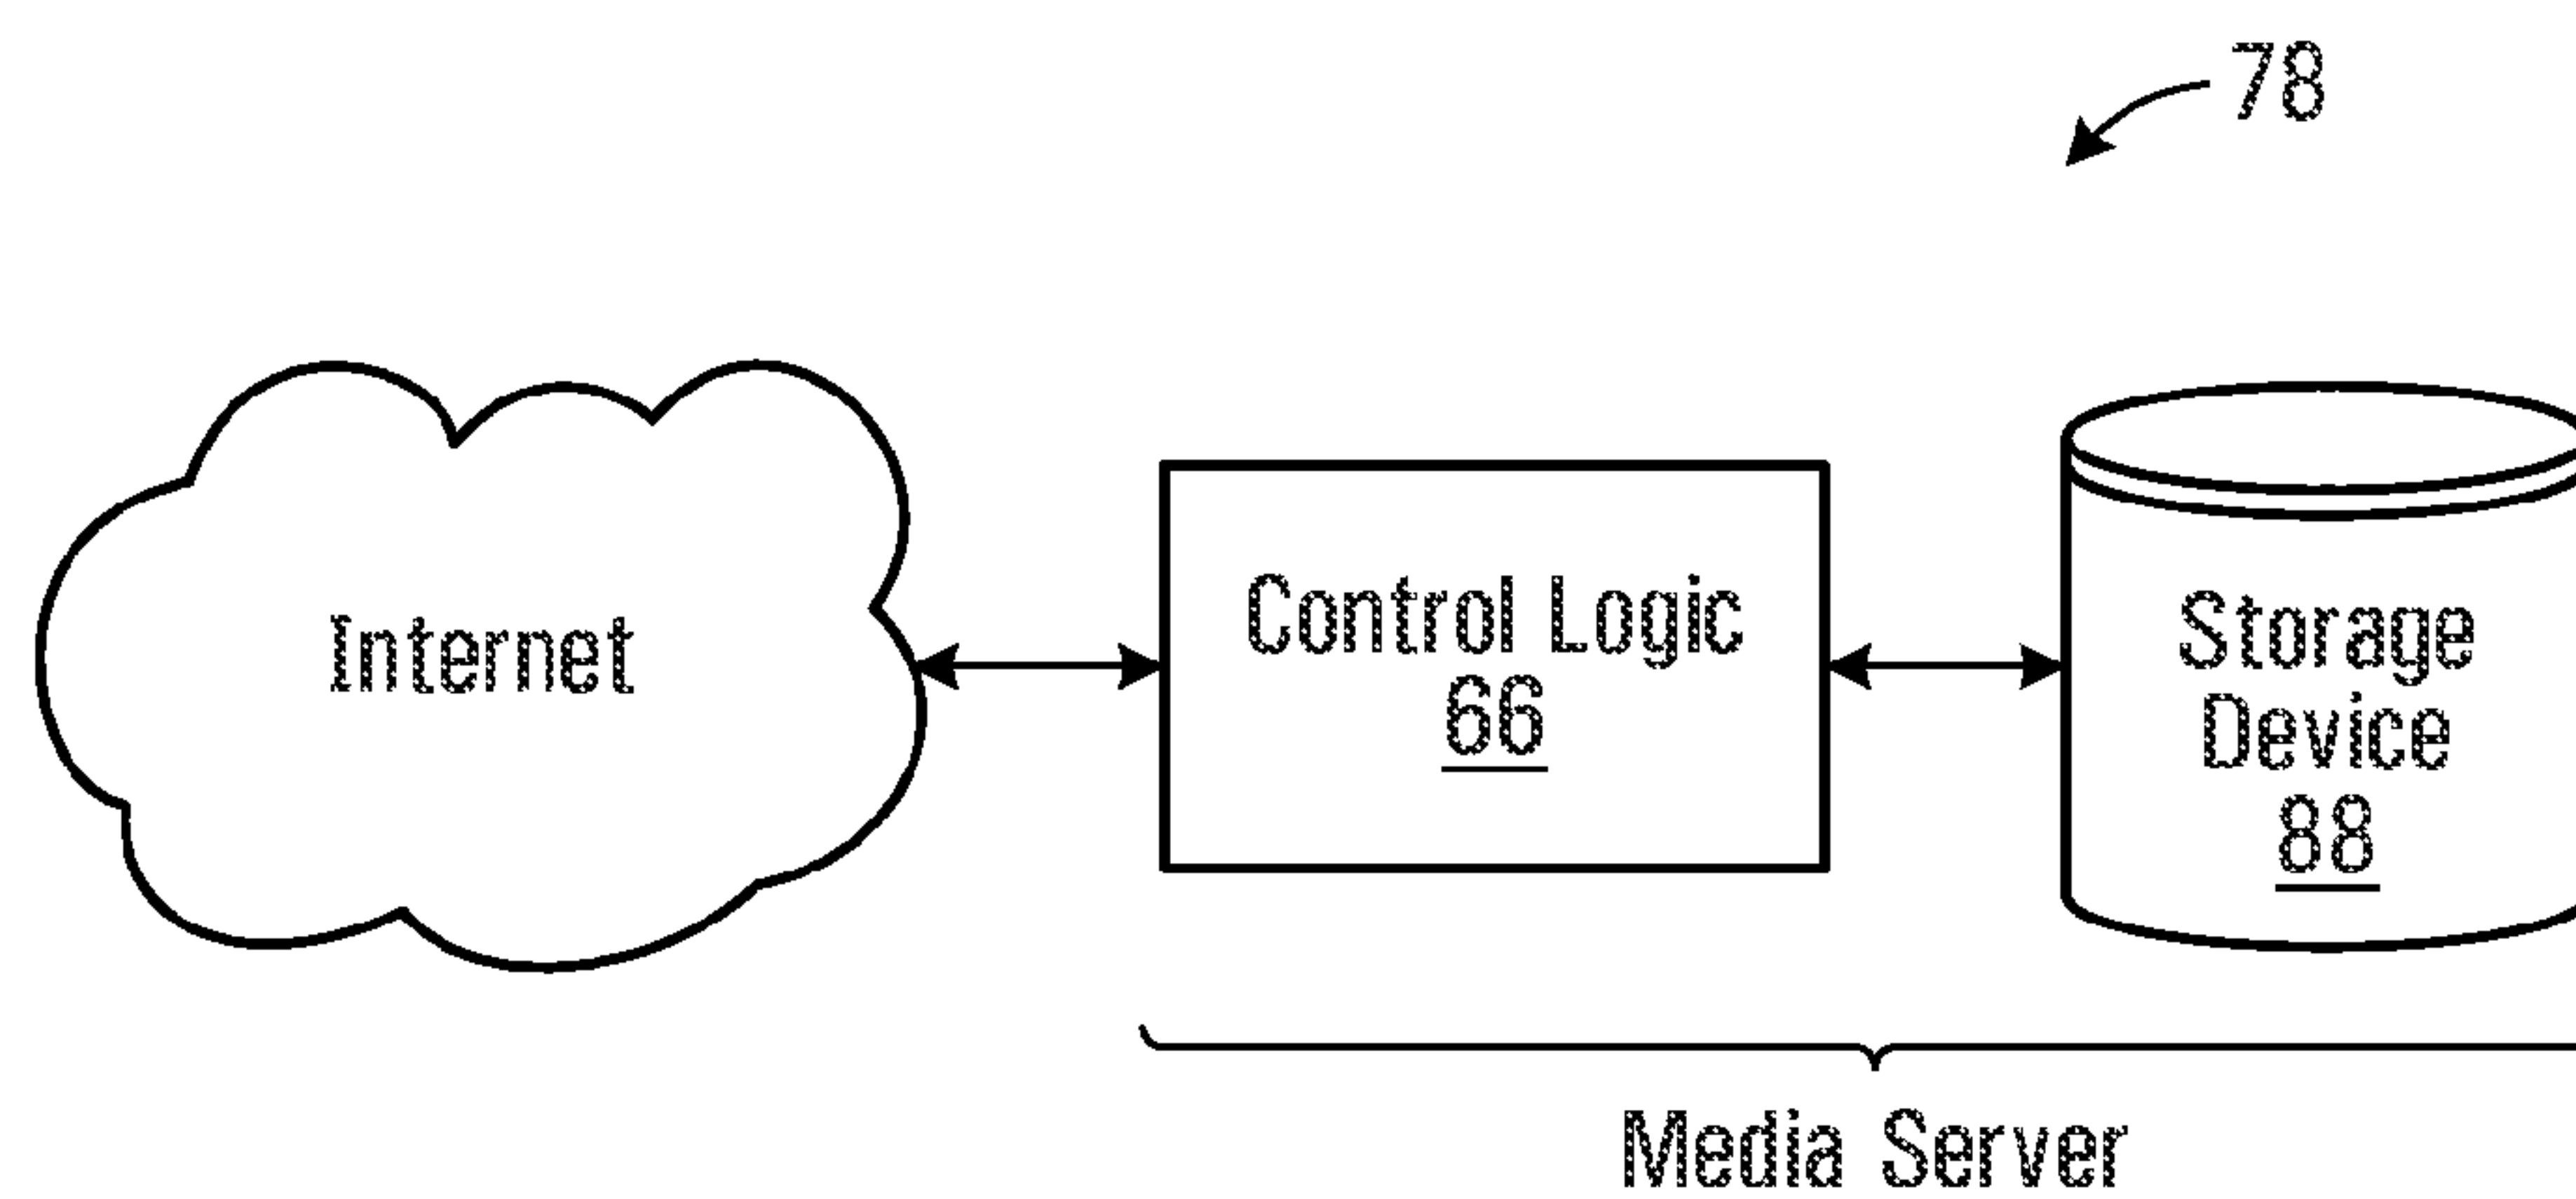 78
Internet
Control Logic
66
Storage
Device
88
Media Server